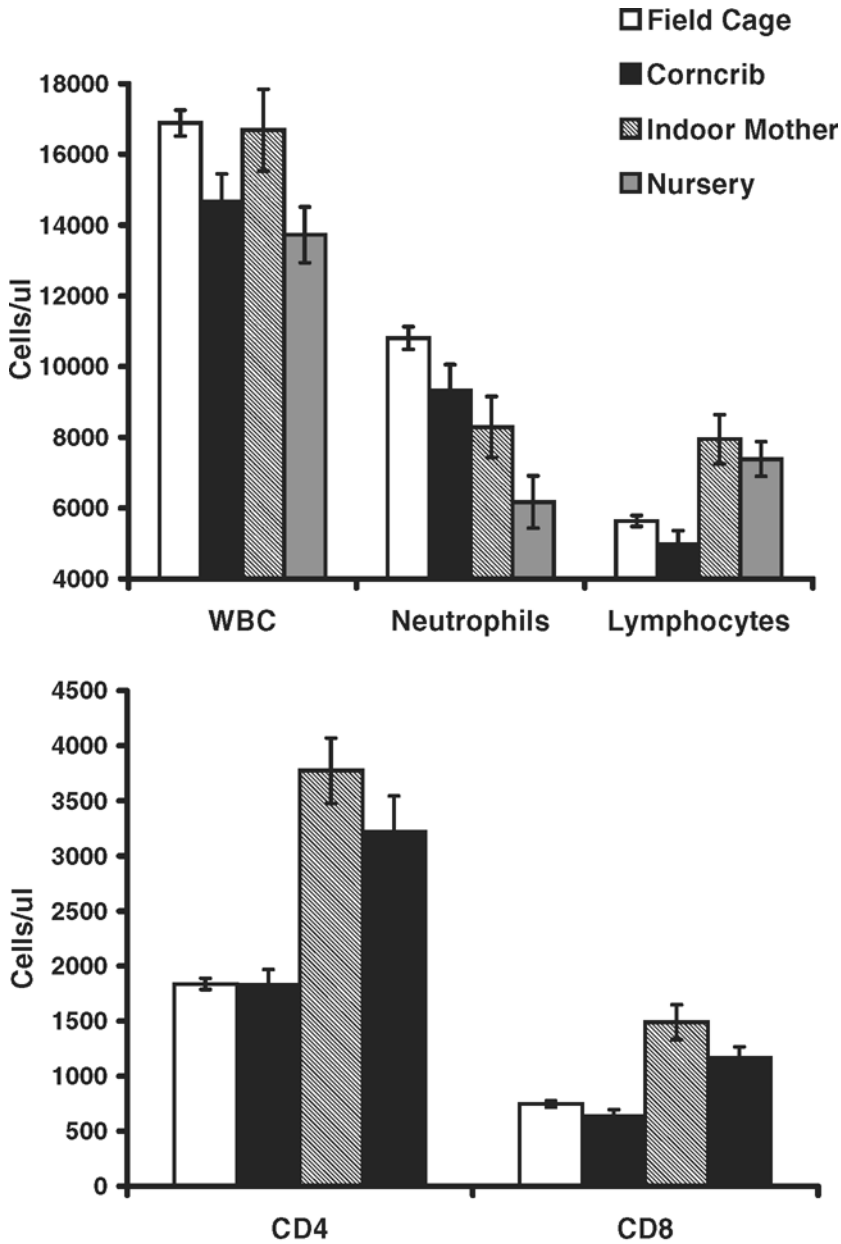 Field Cage
Corncrib
Indoor Mother
Nursery
18000
16000
14000
12000
10000
8000
6000
4000
Cells/ul
WBC Neutrophils Lymphocytes
4500
4000
3500
3000
2500
2000
1500
1000
500
0
Cells/ul
CD4 CD8